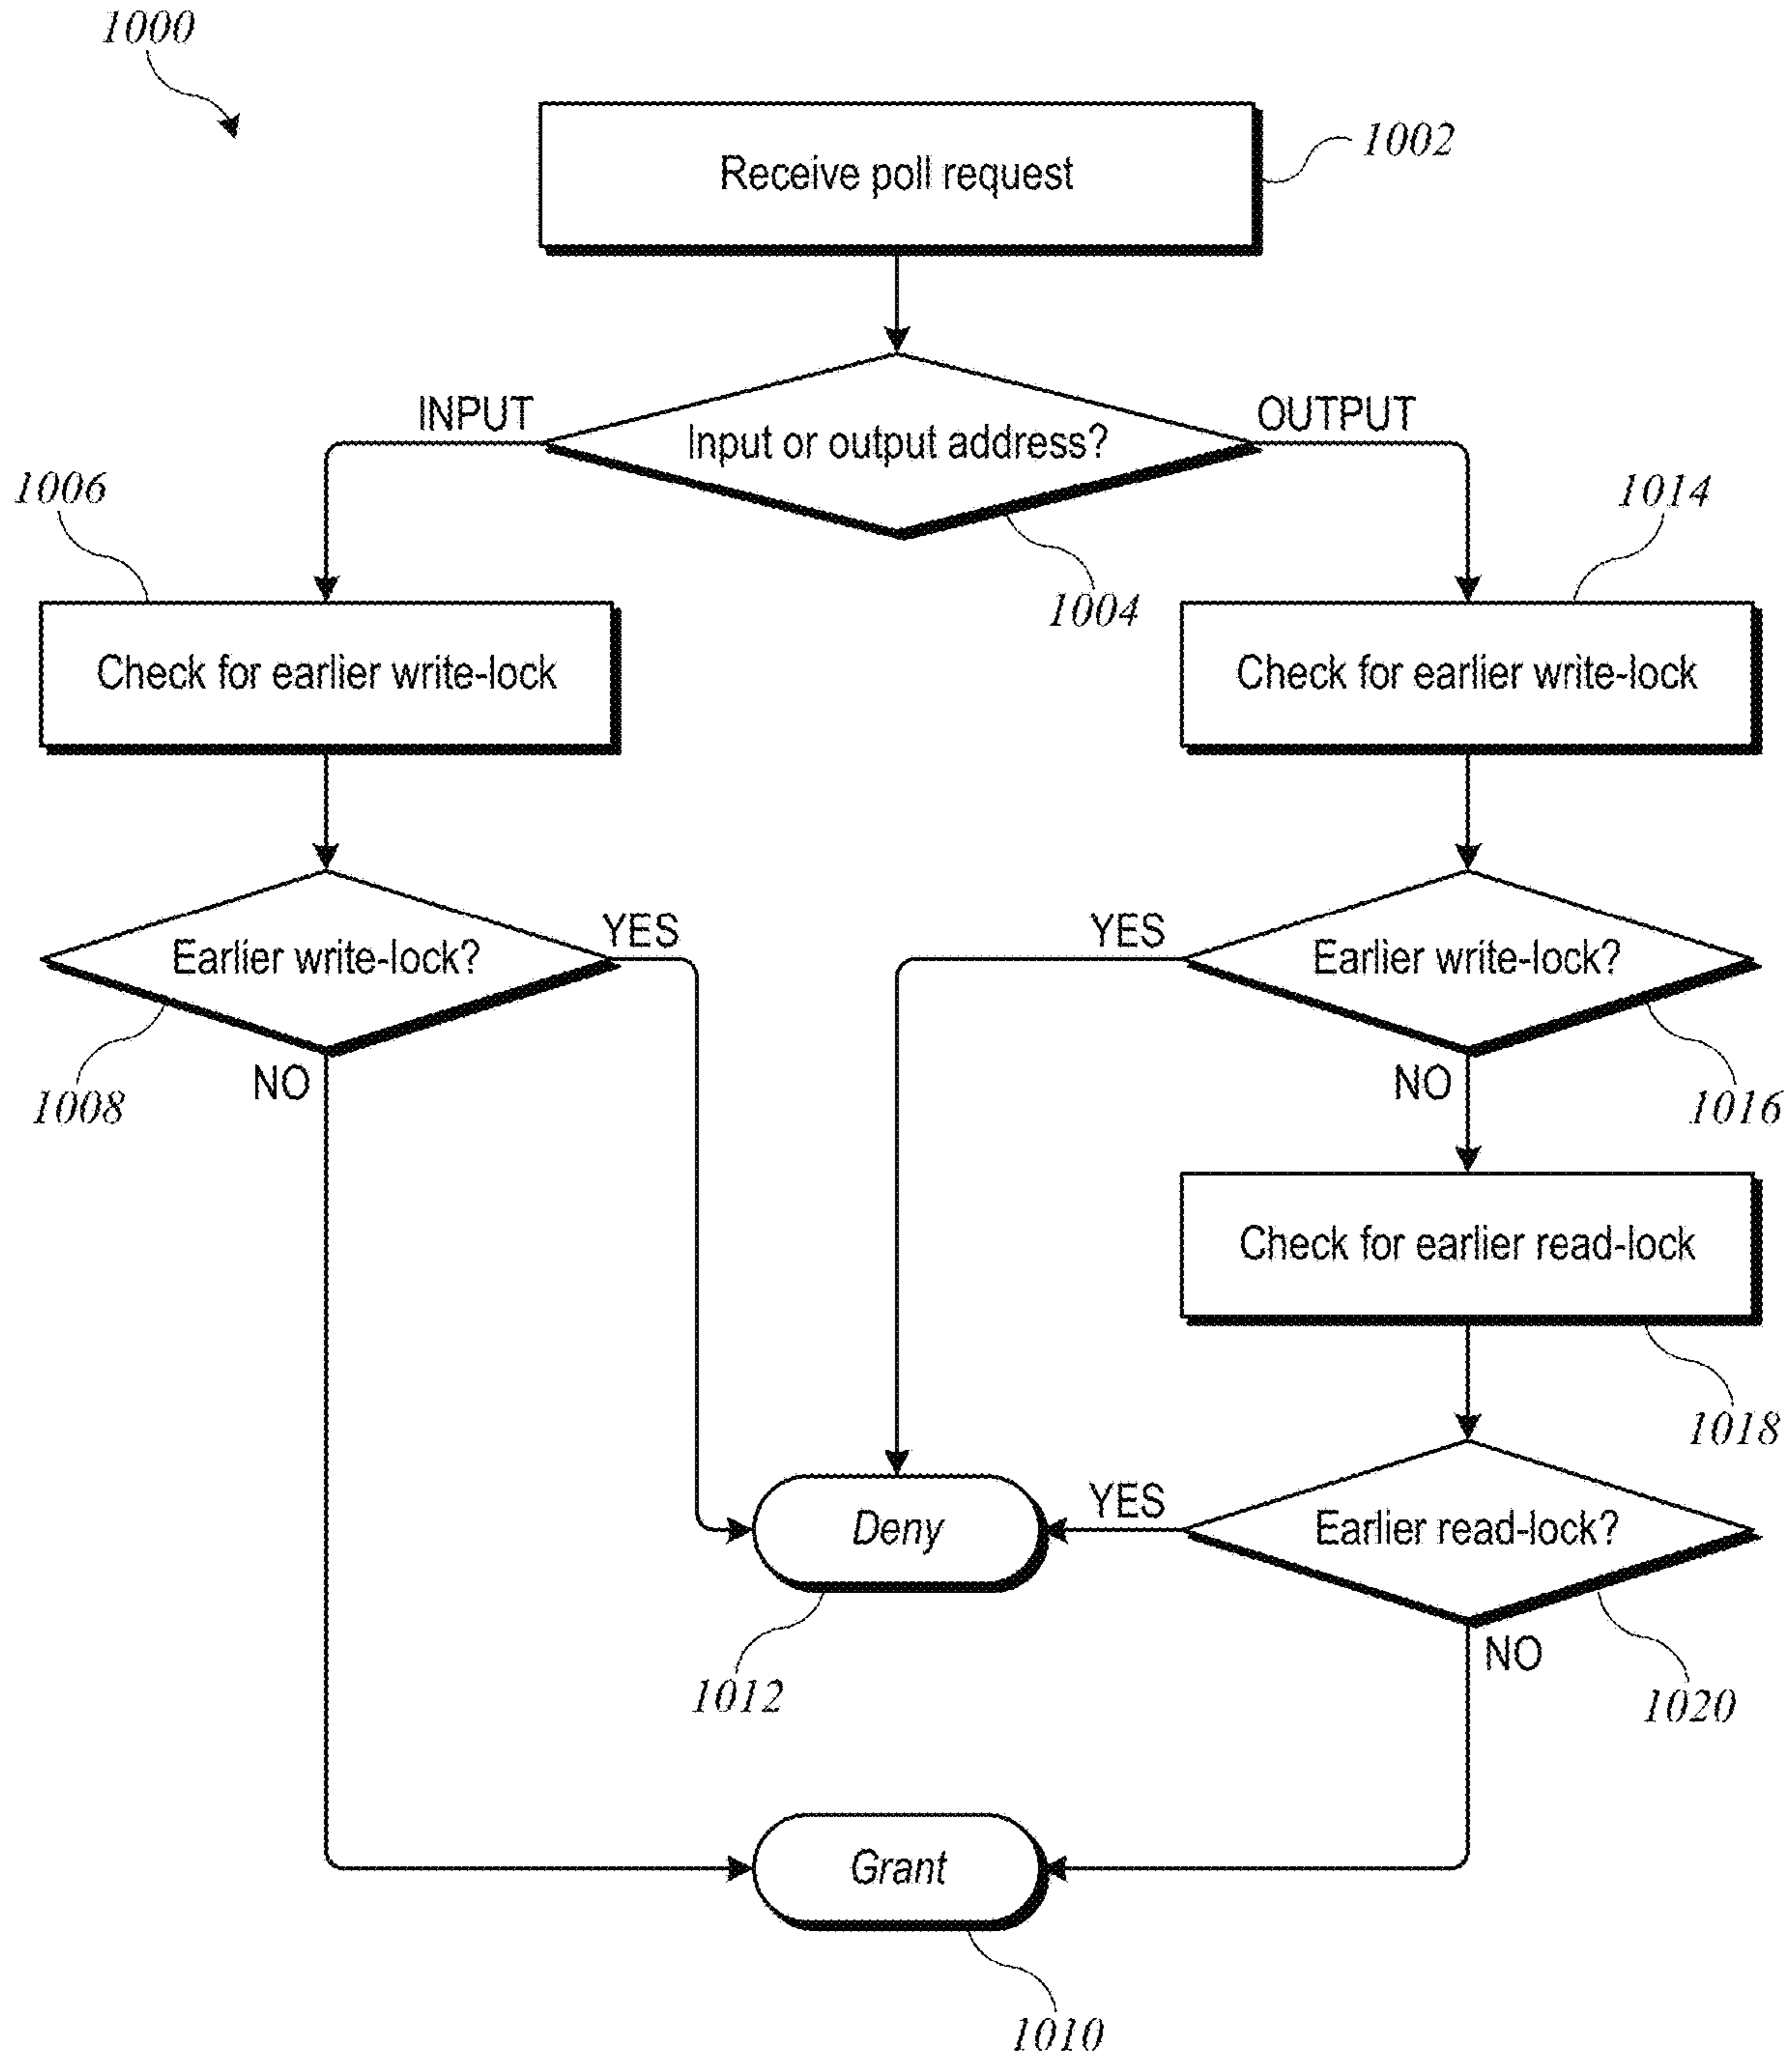 1000
1002
Receive poll request
INPUT
OUTPUT
Input or output address?
1006
1014
1004
Check for earlier write-lock
Check for earlier write-lock
YES
YES
Earlier write-lock?
Earlier write-lock?
1008
NO
NO
1016
Check for earlier read-lock
1018
YES
Deny
Earlier read-lock?
NO
1012
1020
Grant
1010